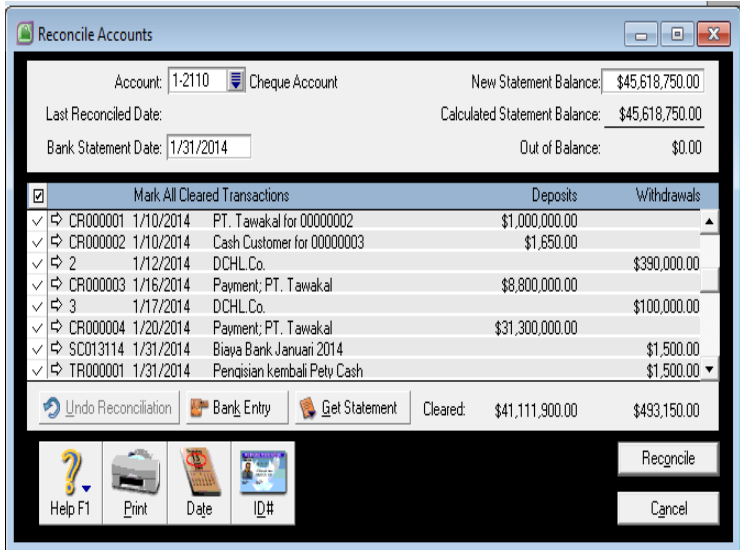 Reconcile Accounts
Account: 1-2110 Cheque Account New Statement Balance: $45,618,750.00
Last Reconciled Date: Calculated Statement Balance: $45,618,750.00
Bank Statement Date: 1/31/2014 Out of Balance: $0.00
Mark All Cleared Transactions Deposits Withdrawals
CR000001 1/10/2014 PT. Tawakal for 00000002 $1,000,000.00
CR000002 1/10/2014 Cash Customer for 00000003 $1,650.00
2 1/12/2014 DCHL.Co. $390,000.00
CR000003 1/16/2014 Payment; PT. Tawakal $8,800,000.00
3 1/17/2014 DCHL.Co. $100,000.00
CR000004 1/20/2014 Payment; PT. Tawakal $31,300,000.00
SC013114 1/31/2014 Biaya Bank Januari 2014 $1,500.00
TR000001 1/31/2014 Pengisian kembali Pety Cash $1,500.00
Undo Reconciliation Bank Entry Get Statement Cleared: $41,111,900.00 $493,150.00
Reconcile
Help F1 Print Date ID# Cancel